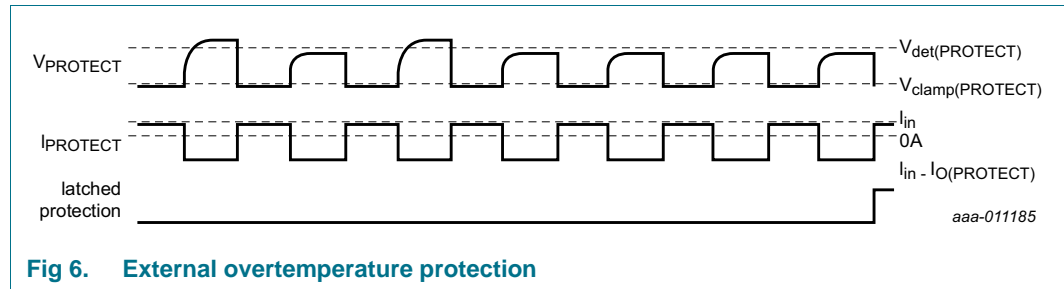 VPROTECT
Vdet(PROTECT)
Vclamp(PROTECT)
IPROTECT
Iin
0A
Iin - IO(PROTECT)
latched
protection
aaa-011185
Fig 6. External overtemperature protection